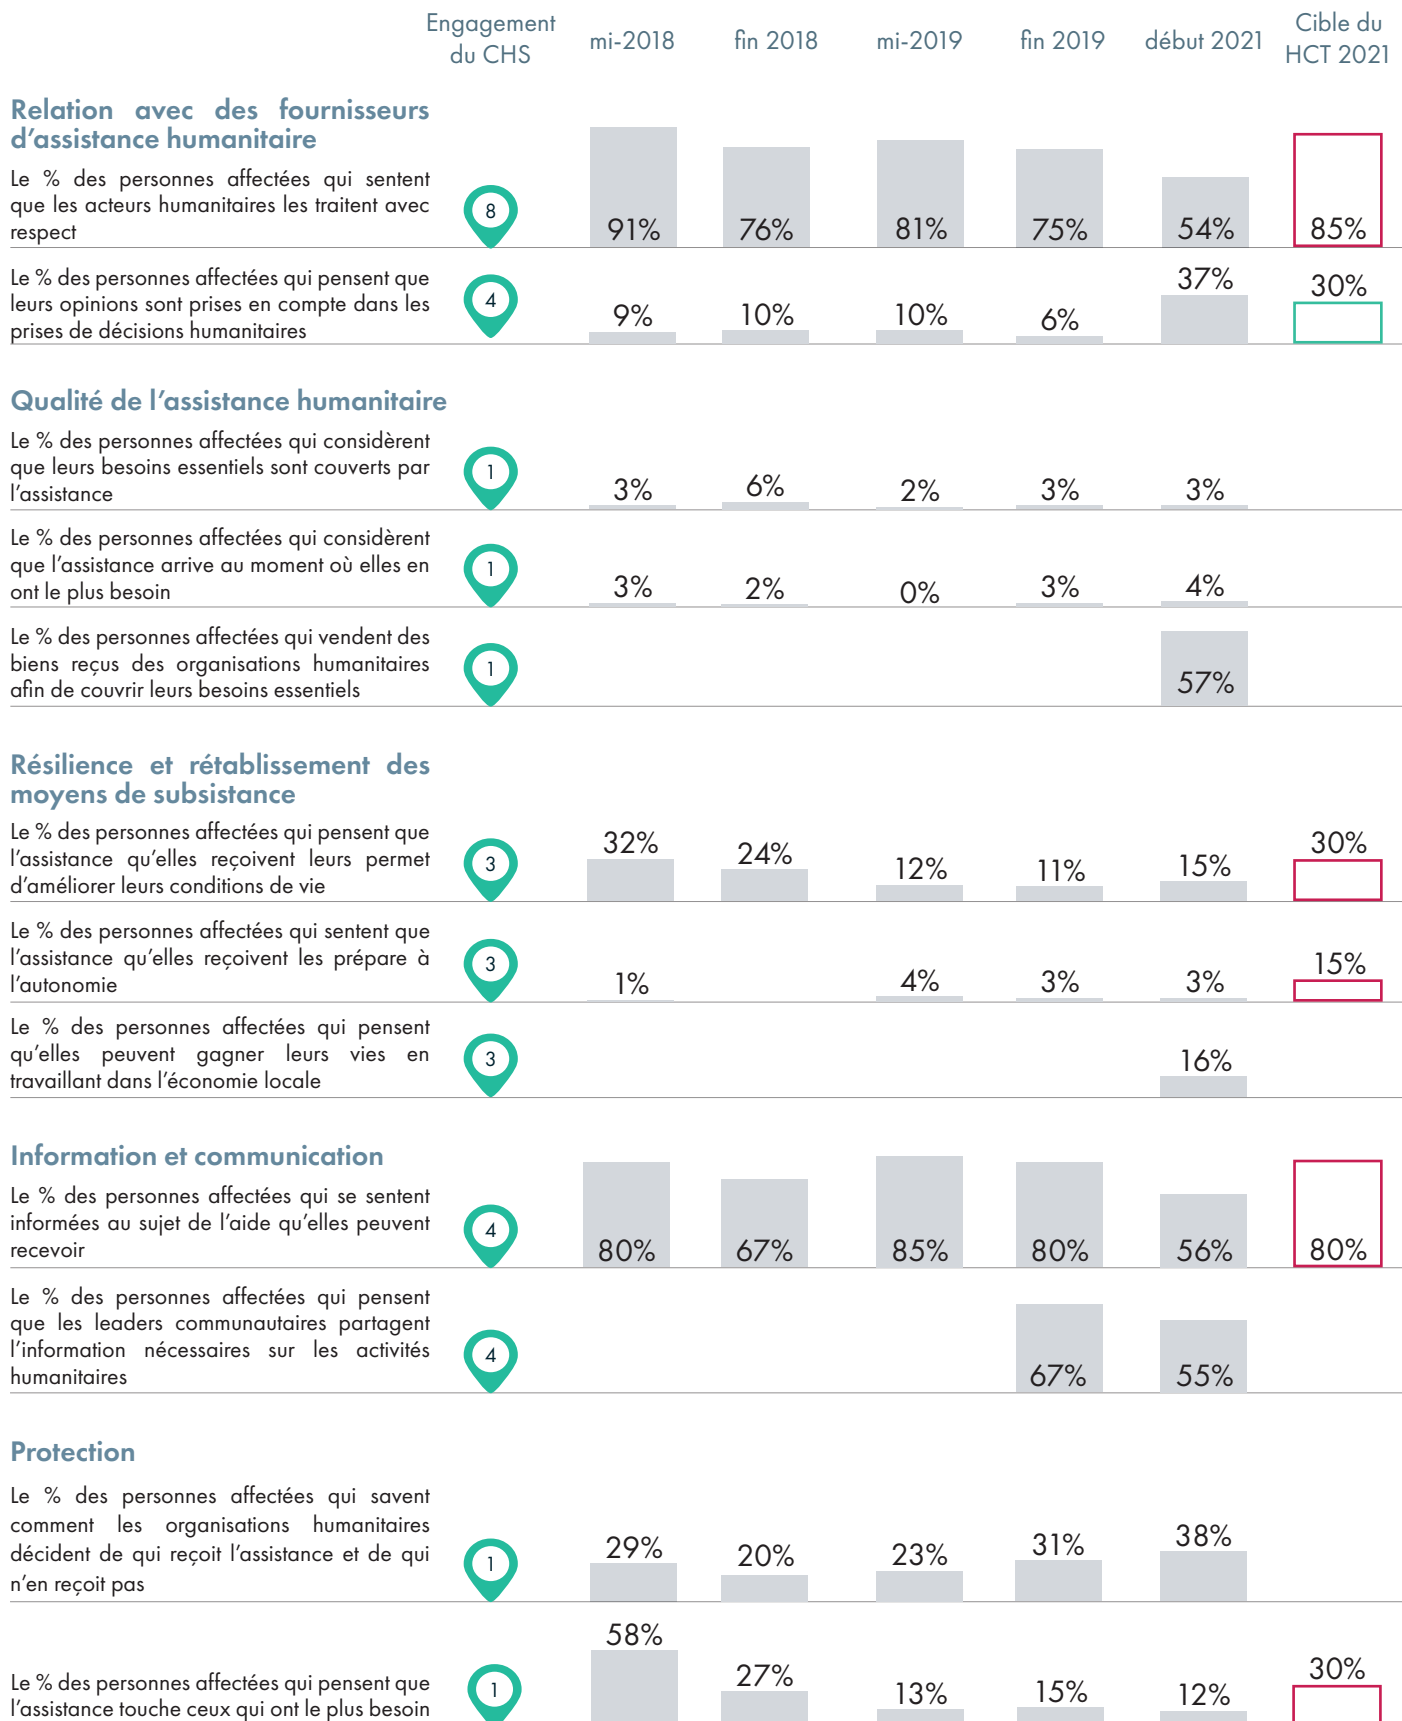 Engagement du CHS
mi-2018
fin 2018
mi-2019
fin 2019
début 2021
Cible du HCT 2021
Relation avec des fournisseurs
d’assistance humanitaire
Le % des personnes affectées qui sentent
que les acteurs humanitaires les traitent avec
respect
8
91%
76%
81%
75%
54%
85%
Le % des personnes affectées qui pensent que
leurs opinions sont prises en compte dans les
prises de décisions humanitaires
4
9%
10%
10%
6%
37%
30%
Qualité de l’assistance humanitaire
Le % des personnes affectées qui considèrent
que leurs besoins essentiels sont couverts par
l’assistance
1
3%
6%
2%
3%
3%
Le % des personnes affectées qui considèrent
que l’assistance arrive au moment où elles en
ont le plus besoin
1
3%
2%
0%
3%
4%
Le % des personnes affectées qui vendent des
biens reçus des organisations humanitaires
afin de couvrir leurs besoins essentiels
1
57%
Résilience et rétablissement des
moyens de subsistance
Le % des personnes affectées qui pensent que
l’assistance qu’elles reçoivent leurs permet
d’améliorer leurs conditions de vie
3
32%
24%
12%
11%
15%
30%
Le % des personnes affectées qui sentent que
l’assistance qu’elles reçoivent les prépare à
l’autonomie
3
1%
4%
3%
3%
15%
Le % des personnes affectées qui pensent
qu’elles peuvent gagner leurs vies en
travaillant dans l’économie locale
3
16%
Information et communication
Le % des personnes affectées qui se sentent
informées au sujet de l’aide qu’elles peuvent
recevoir
4
80%
67%
85%
80%
56%
80%
Le % des personnes affectées qui pensent
que les leaders communautaires partagent
l’information nécessaires sur les activités
humanitaires
4
67%
55%
Protection
Le % des personnes affectées qui savent
comment les organisations humanitaires
décident de qui reçoit l’assistance et de qui
n’en reçoit pas
1
29%
20%
23%
31%
38%
Le % des personnes affectées qui pensent que
l’assistance touche ceux qui ont le plus besoin
1
58%
27%
13%
15%
12%
30%